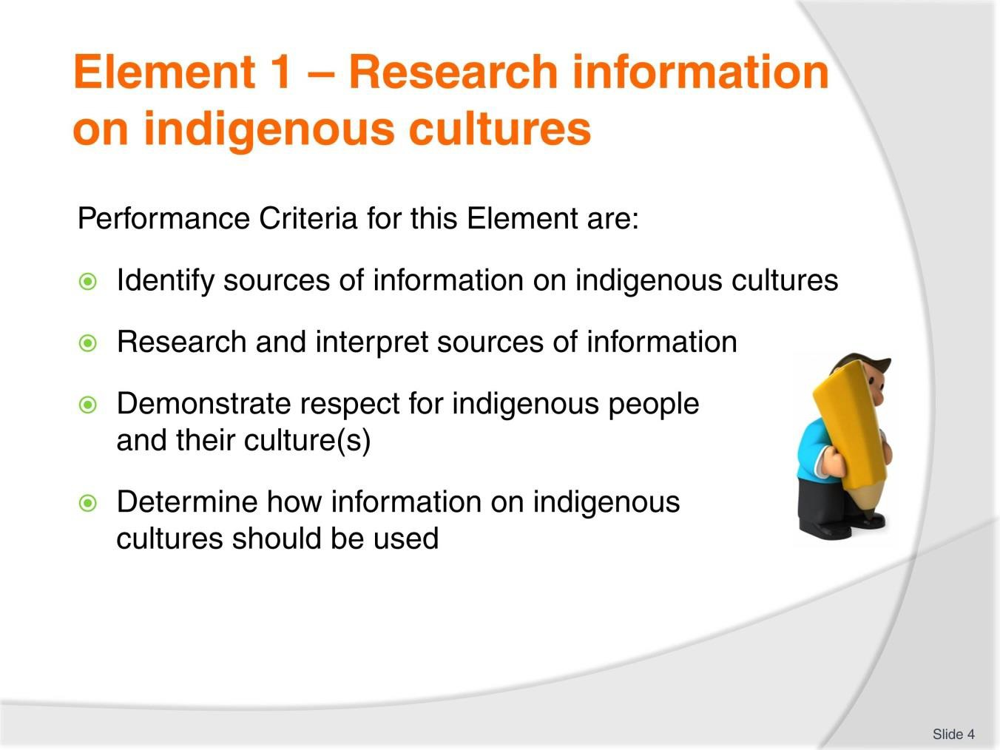 Element 1 – Research information
on indigenous cultures
Performance Criteria for this Element are:
Identify sources of information on indigenous cultures
Research and interpret sources of information
Demonstrate respect for indigenous people
and their culture(s)
Determine how information on indigenous
cultures should be used
Slide 4